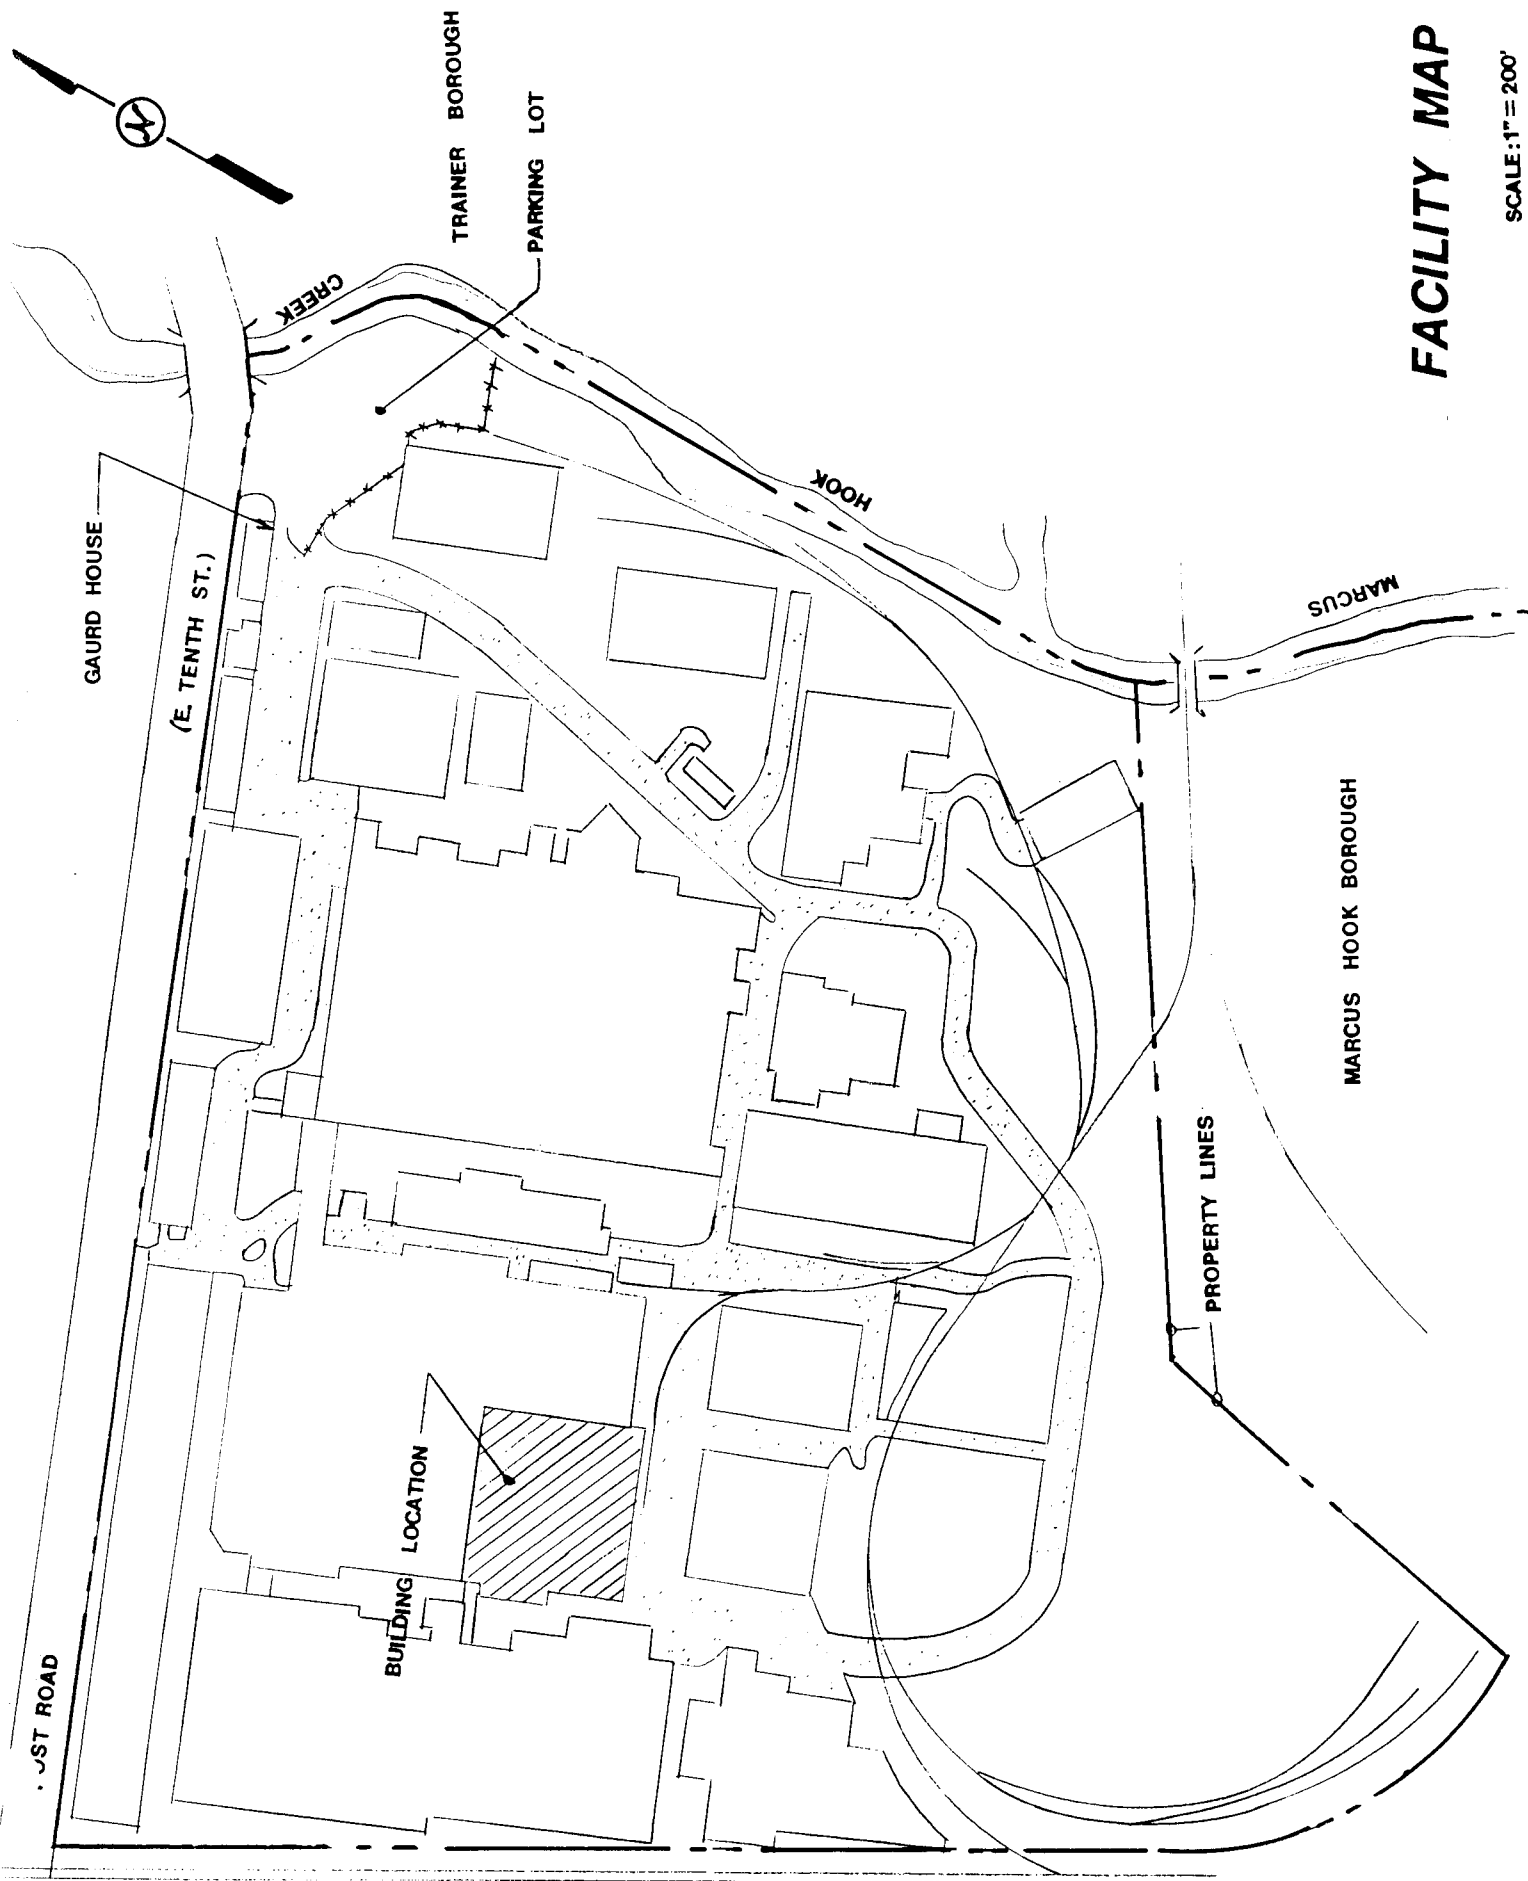 N
TRAINER BOROUGH
PARKING LOT
CREEK
GAURD HOUSE
(E. TENTH ST.)
HOOK
MARCUS
MARCUS HOOK BOROUGH
PROPERTY LINES
BUILDING LOCATION
ROAD
FACILITY MAP
SCALE: 1" = 200'